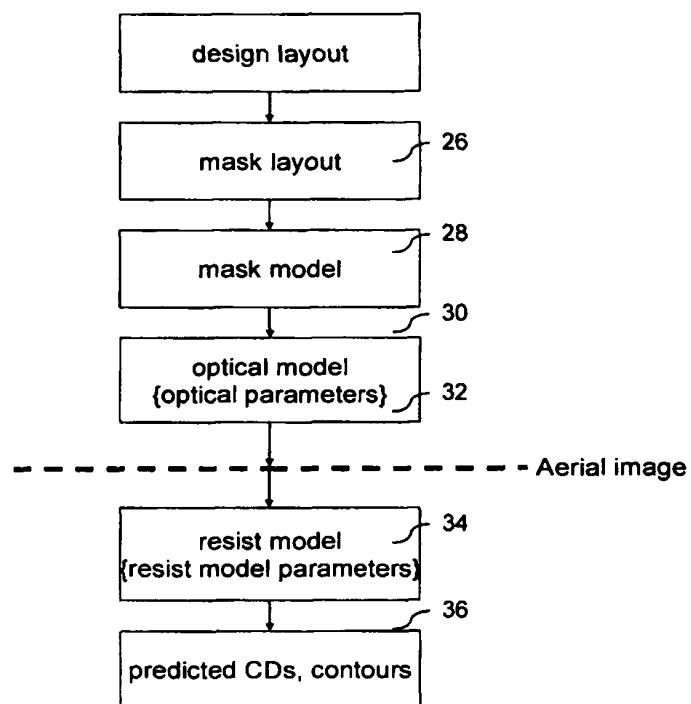 design layout
26
mask layout
28
mask model
30
optical model
{optical parameters}
32
Aerial image
34
resist model
{resist model parameters}
36
predicted CDs, contours